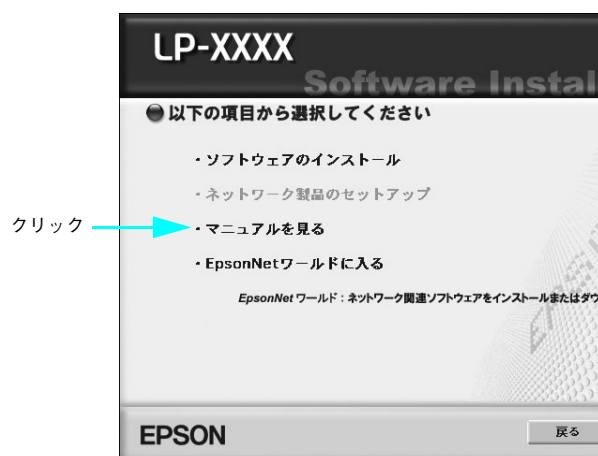 LP-XXXX
Software Instal
以下の項目から選択してください
・ソフトウェアのインストール
・ネットワーク製品のセットアップ
クリック
・マニュアルを見る
・EpsonNetワールドに入る
EpsonNet ワールド：ネットワーク関連ソフトウェアをインストールまたはダウ
EPSON
戻る